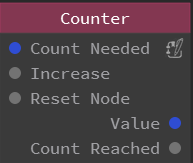 Counter
Count Needed
Increase
Reset Node
Value
Count Reached